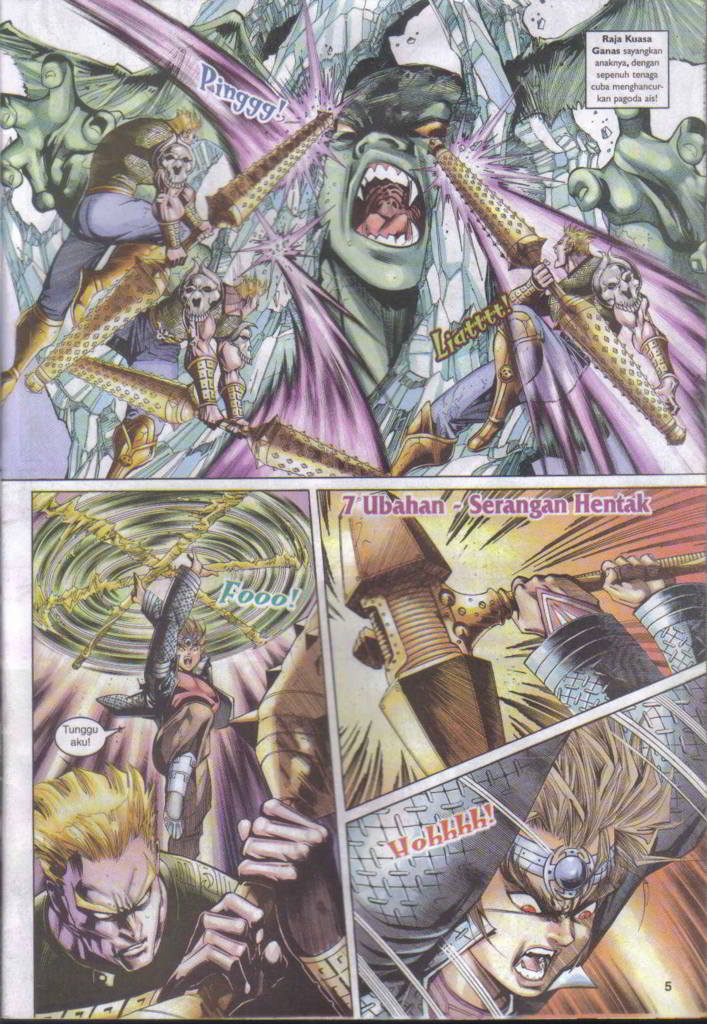 Raja Kuasa
Ganas sayangkan
anaknya, dengan
sepenuh tenaga
cuba menghancur-
kan pagoda ais!
Pinggg!
Liattttt!
Fooo!
Tunggu
aku!
7 Ubahan - Serangan Hentak
Hohhhh!
5